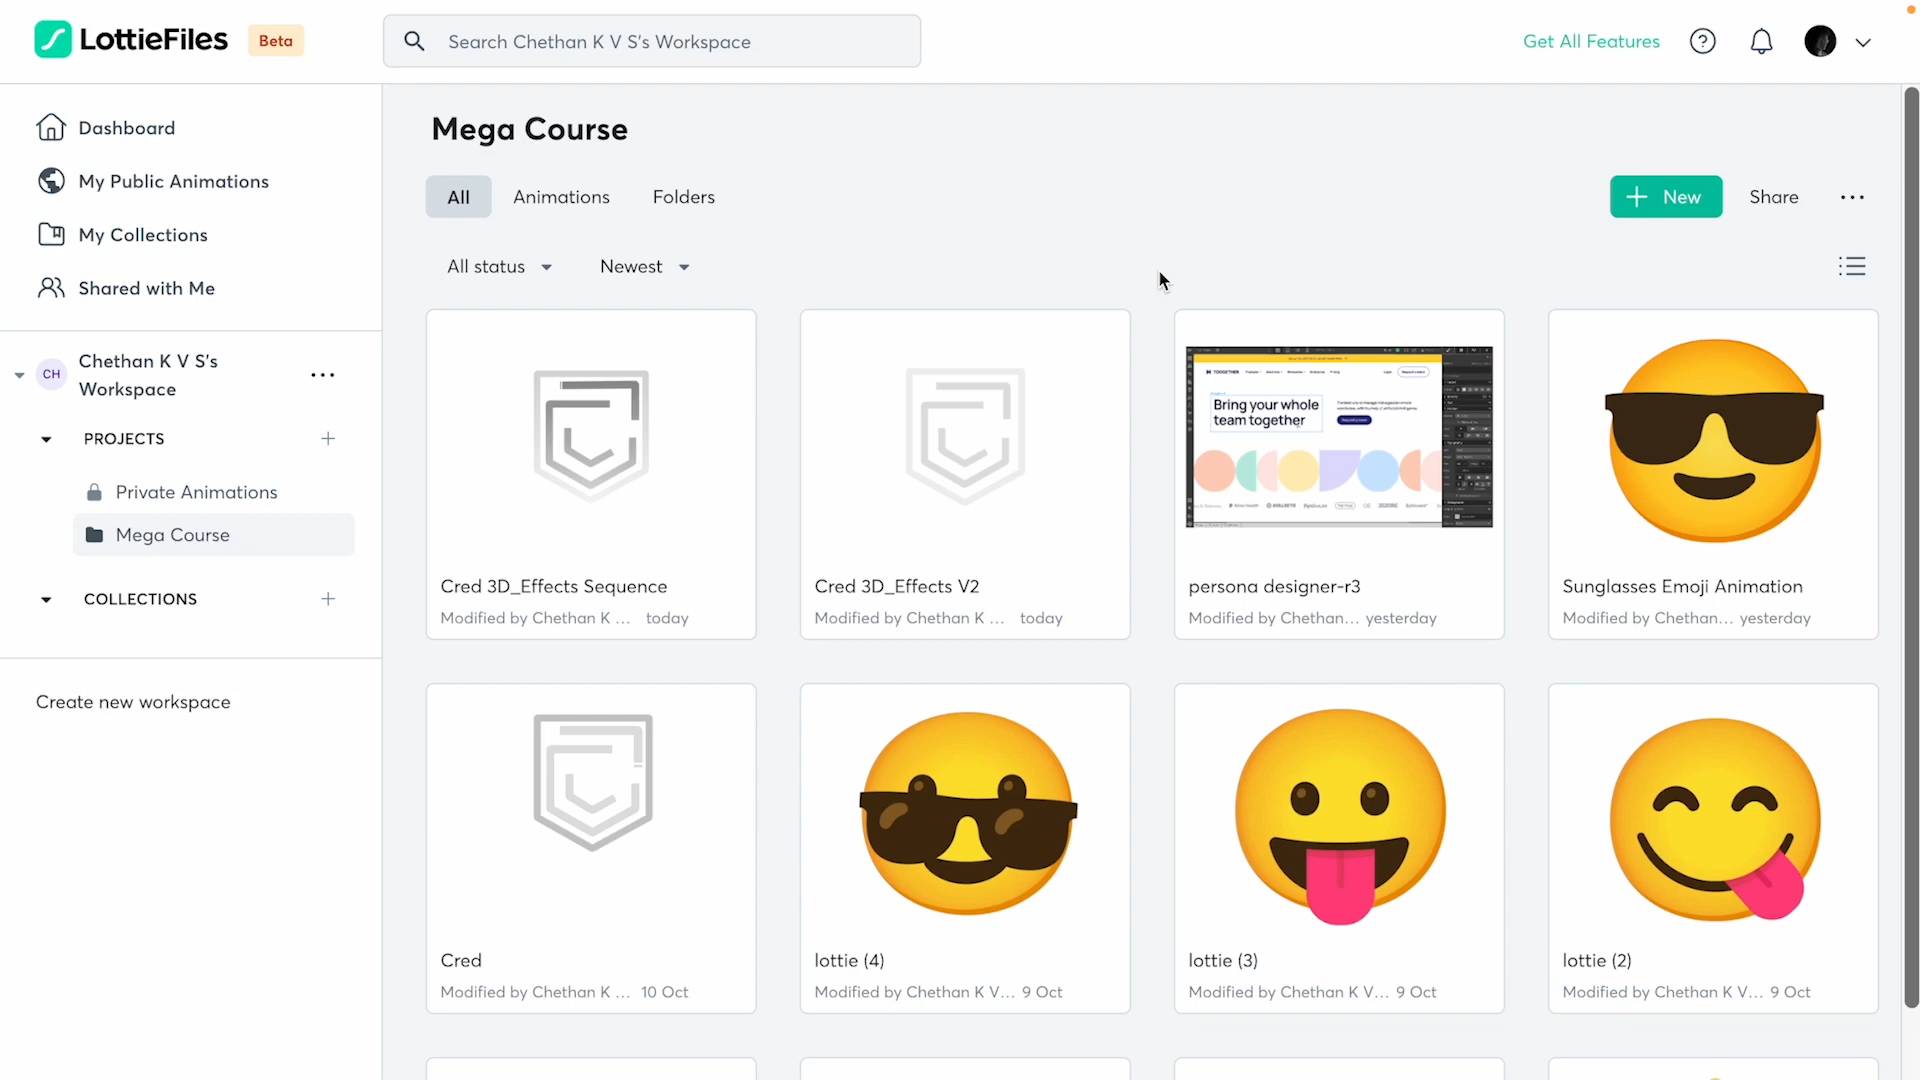 LottieFiles
Beta
Search Chethan K V S's Workspace
Get All Features
Dashboard
My Public Animations
My Collections
Shared with Me
CH
Chethan K V S's
Workspace
PROJECTS
Private Animations
Mega Course
COLLECTIONS
Create new workspace
Mega Course
All
Animations
Folders
New
Share
All status
Newest
Bring your whole
team together
Cred 3D_Effects Sequence
Modified by Chethan K ... today
Cred 3D_Effects V2
Modified by Chethan K ... today
persona designer-r3
Modified by Chethan... yesterday
Sunglasses Emoji Animation
Modified by Chethan... yesterday
Cred
Modified by Chethan K ... 10 Oct
lottie (4)
Modified by Chethan K V... 9 Oct
lottie (3)
Modified by Chethan K V... 9 Oct
lottie (2)
Modified by Chethan K V... 9 Oct